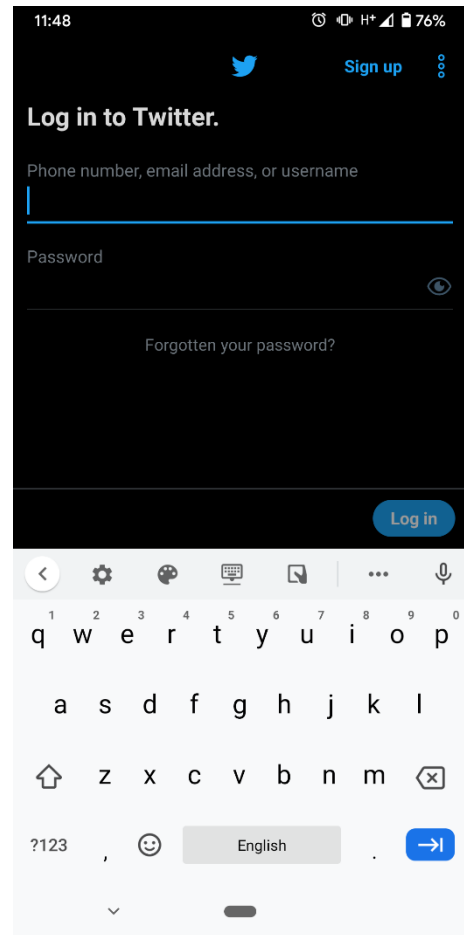 11:48 H+ 76%
Sign up
Log in to Twitter.
Phone number, email address, or username
Password
Forgotten your password?
Log in
1 2 3 4 5 6 7 8 9 0
q w e r t y u i o p
a s d f g h j k l
z x c v b n m
?123 , English .